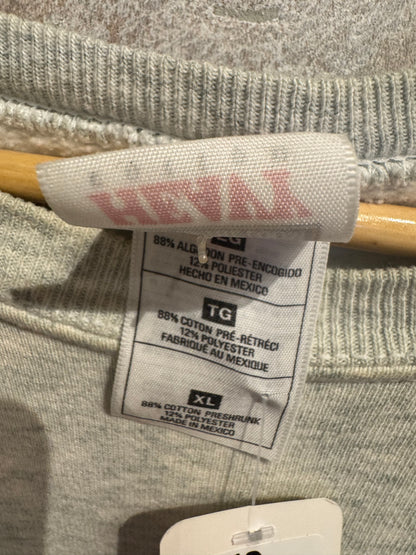 HEAVY
EG
88% ALGODON PRE-ENCOGIDO
12% POLIESTER
HECHO EN MEXICO
TG
88% COTON PRÉ-RÉTRÉCI
12% POLYESTER
FABRIQUÉ AU MEXIQUE
XL
88% COTTON PRESHRUNK
12% POLYESTER
MADE IN MEXICO